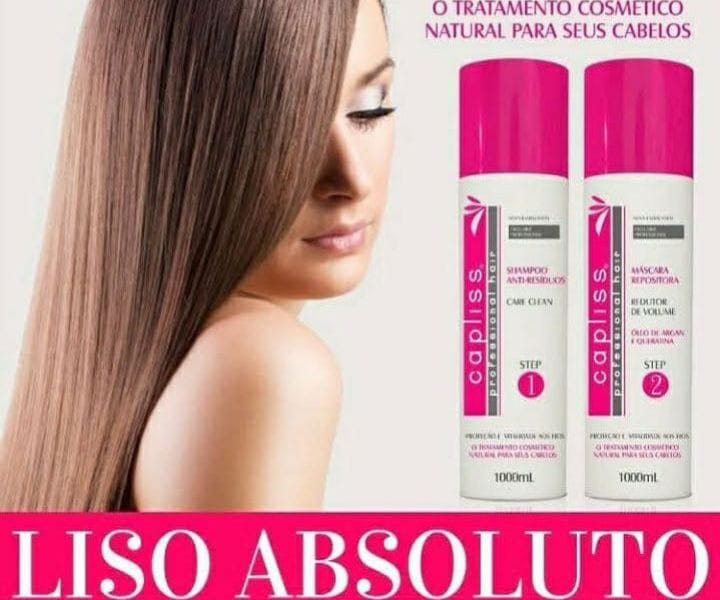 O TRATAMENTO COSMÉTICO
NATURAL PARA SEUS CABELOS
capliss
professional hair
SHAMPOO
ANTI-RESÍDUOS
CARE CLEAN
STEP
1
PROTEÇÃO E VITALIDADE AOS FIOS
O TRATAMENTO COSMÉTICO
NATURAL PARA SEUS CABELOS
1000mL
capliss
professional hair
MÁSCARA
REPOSITORA
REDUTOR
DE VOLUME
ÓLEO DE ARGAN
E QUERATINA
STEP
2
PROTEÇÃO E VITALIDADE AOS FIOS
O TRATAMENTO COSMÉTICO
NATURAL PARA SEUS CABELOS
1000mL
LISO ABSOLUTO